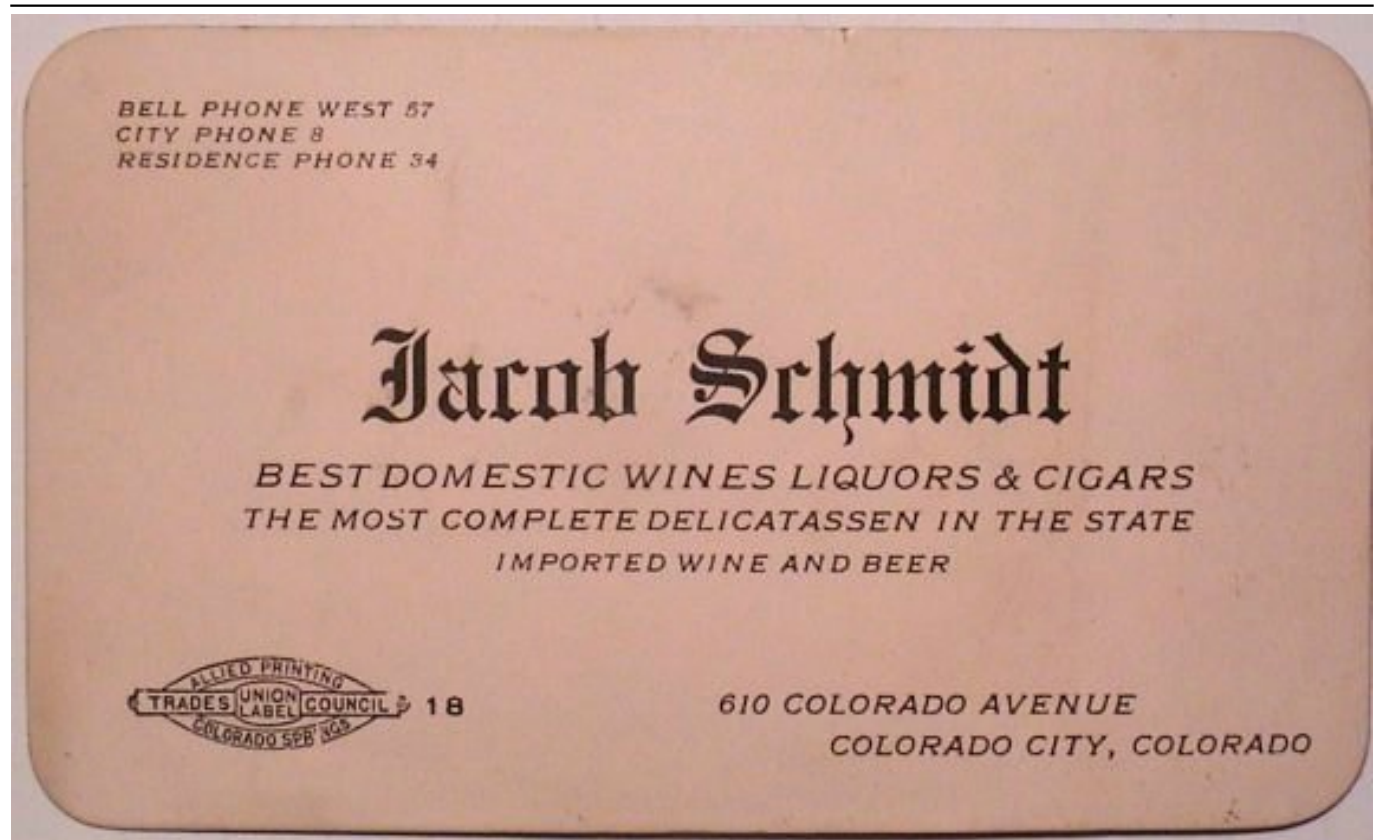 BELL PHONE WEST 57
CITY PHONE 8
RESIDENCE PHONE 34
Jacob Schmidt
BEST DOMESTIC WINES LIQUORS & CIGARS
THE MOST COMPLETE DELICATASSEN IN THE STATE
IMPORTED WINE AND BEER
ALLIED PRINTING
TRADES UNION LABEL COUNCIL 18
COLORADO SPRINGS
610 COLORADO AVENUE
COLORADO CITY, COLORADO